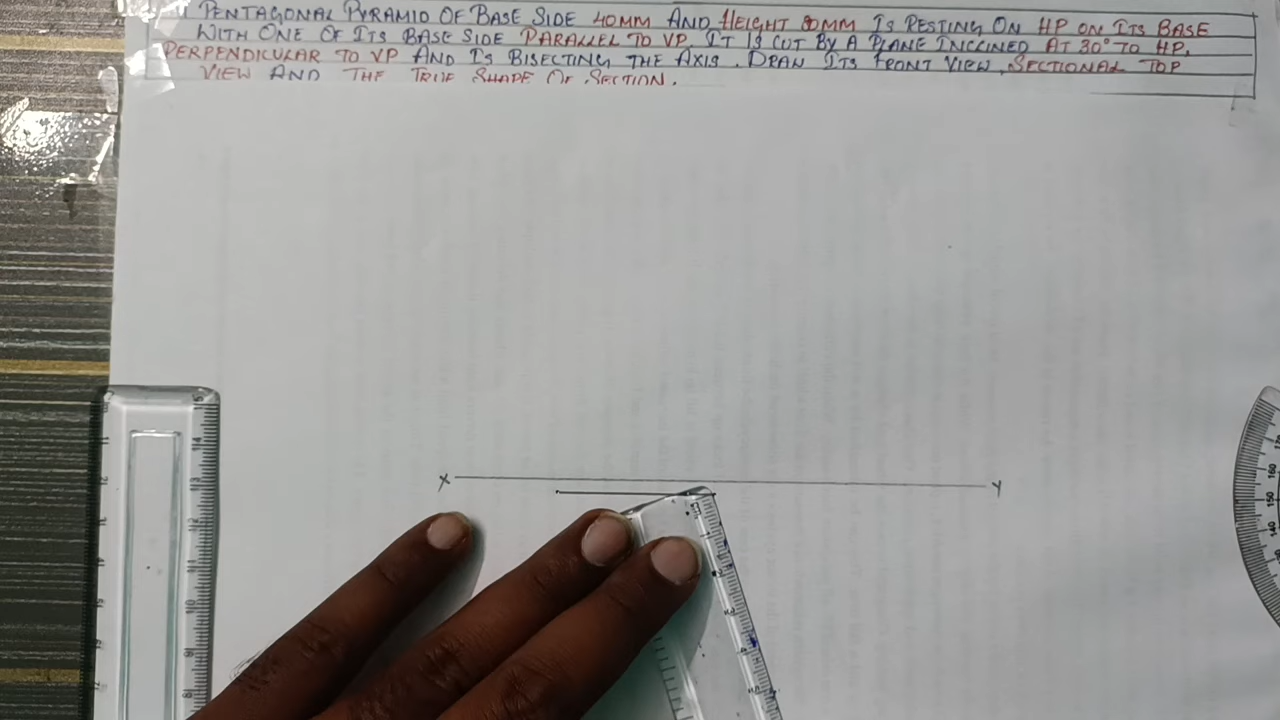 A PENTAGONAL PYRAMID OF BASE SIDE 40MM AND HEIGHT 80MM IS RESTING ON HP ON ITS BASE
WITH ONE OF ITS BASE SIDE PARALLEL TO VP. IT IS CUT BY A PLANE INCLINED AT 30° TO HP,
PERPENDICULAR TO VP AND IS BISECTING THE AXIS. DRAW ITS FRONT VIEW, SECTIONAL TOP
VIEW AND THE TRUE SHAPE OF SECTION.
X Y